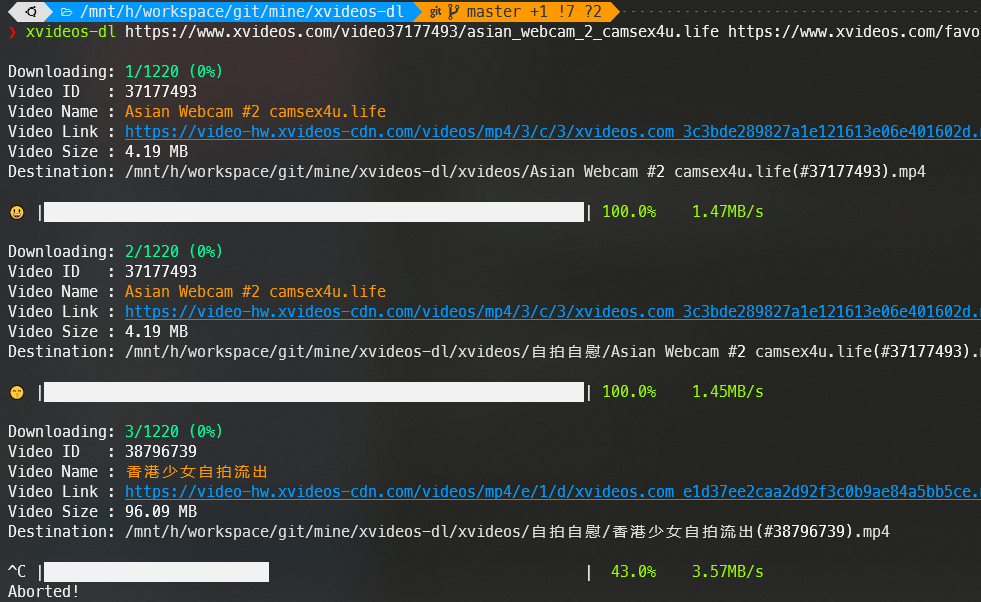 /mnt/h/workspace/git/mine/xvideos-dl git master +1 !7 ?2
❯ xvideos-dl https://www.xvideos.com/video37177493/asian_webcam_2_camsex4u.life https://www.xvideos.com/favo
Downloading: 1/1220 (0%)
Video ID : 37177493
Video Name : Asian Webcam #2 camsex4u.life
Video Link : https://video-hw.xvideos-cdn.com/videos/mp4/3/c/3/xvideos.com_3c3bde289827a1e121613e06e401602d.
Video Size : 4.19 MB
Destination: /mnt/h/workspace/git/mine/xvideos-dl/xvideos/Asian Webcam #2 camsex4u.life(#37177493).mp4
| | 100.0% 1.47MB/s
Downloading: 2/1220 (0%)
Video ID : 37177493
Video Name : Asian Webcam #2 camsex4u.life
Video Link : https://video-hw.xvideos-cdn.com/videos/mp4/3/c/3/xvideos.com_3c3bde289827a1e121613e06e401602d.
Video Size : 4.19 MB
Destination: /mnt/h/workspace/git/mine/xvideos-dl/xvideos/自拍自慰/Asian Webcam #2 camsex4u.life(#37177493).
| | 100.0% 1.45MB/s
Downloading: 3/1220 (0%)
Video ID : 38796739
Video Name : 香港少女自拍流出
Video Link : https://video-hw.xvideos-cdn.com/videos/mp4/e/1/d/xvideos.com_e1d37ee2caa2d92f3c0b9ae84a5bb5ce.
Video Size : 96.09 MB
Destination: /mnt/h/workspace/git/mine/xvideos-dl/xvideos/自拍自慰/香港少女自拍流出(#38796739).mp4
^C | | 43.0% 3.57MB/s
Aborted!